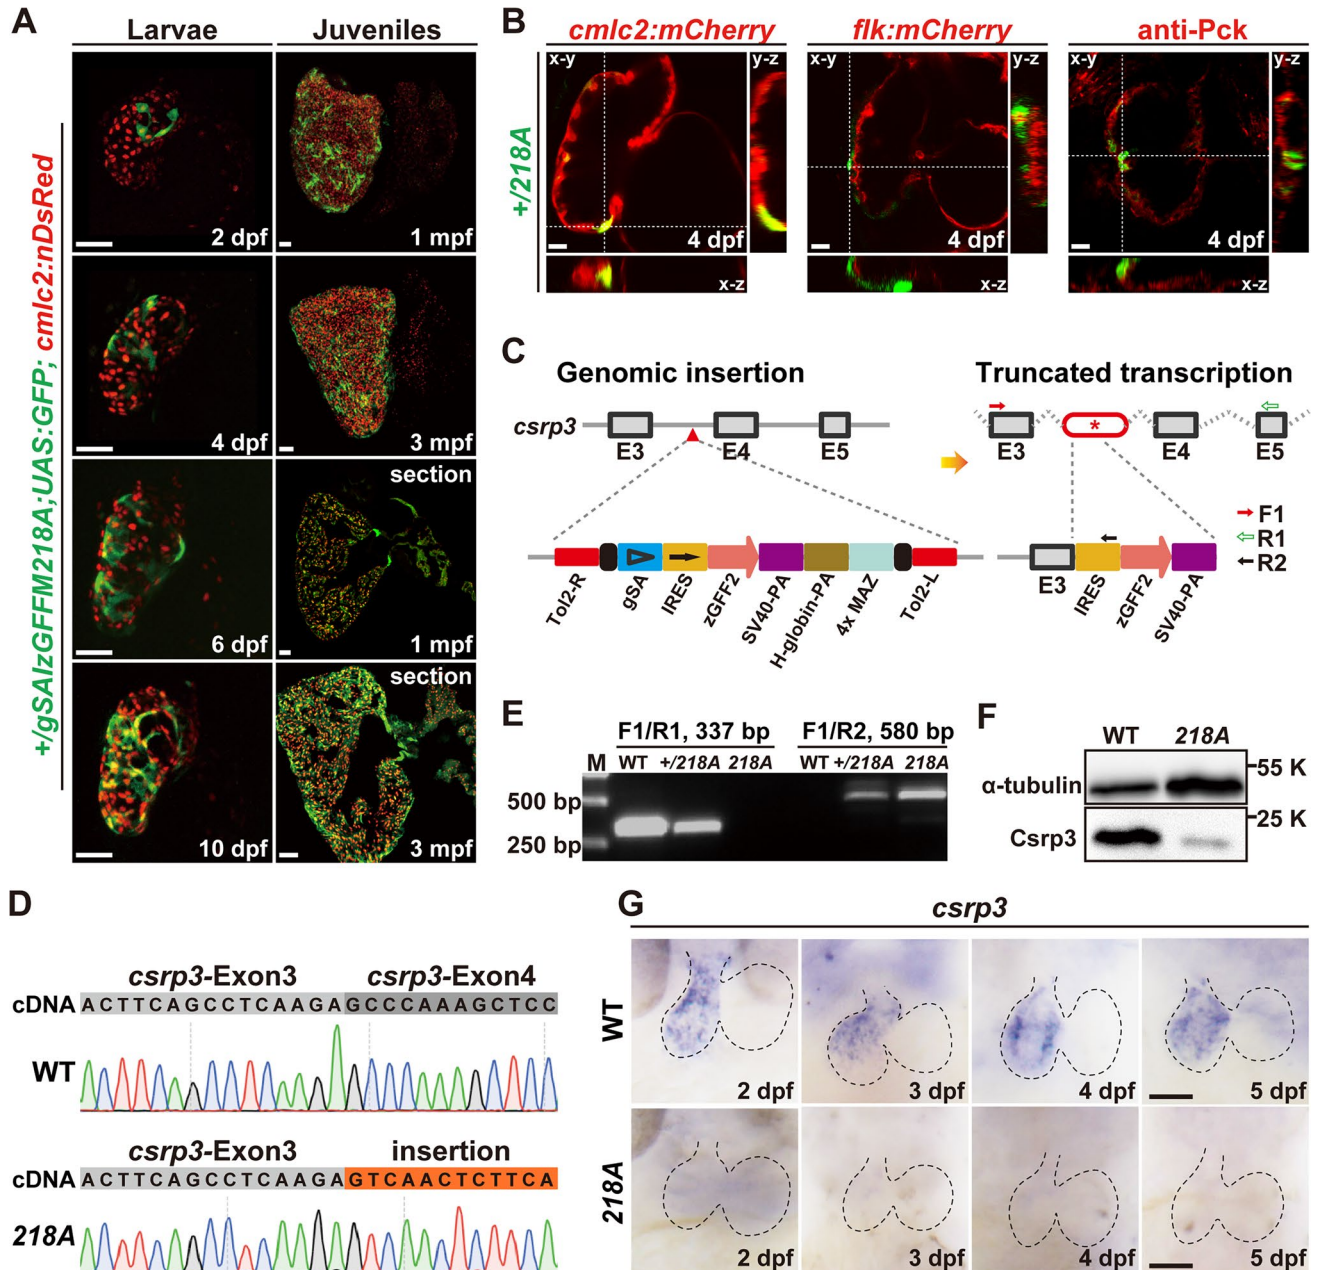 A
Larvae
Juveniles
+/gSAIzGFFM218A;UAS:GFP; cmlc2:nDsRed
2 dpf
1 mpf
4 dpf
3 mpf
6 dpf
section
1 mpf
10 dpf
section
3 mpf
B
cmlc2:mCherry
flk:mCherry
anti-Pck
+/218A
x-y
y-z
4 dpf
x-z
x-y
y-z
4 dpf
x-z
x-y
y-z
4 dpf
x-z
C
Genomic insertion
Truncated transcription
csrp3
E3
E4
E5
*
E3
E4
E5
Tol2-R
gSA
IRES
zGFF2
SV40-PA
H-globin-PA
4x MAZ
Tol2-L
E3
IRES
zGFF2
SV40-PA
F1
R1
R2
E
F1/R1, 337 bp
F1/R2, 580 bp
M
WT
+/218A
218A
WT
+/218A
218A
500 bp
250 bp
F
WT
218A
α-tubulin
55 K
25 K
Csrp3
D
csrp3-Exon3
csrp3-Exon4
cDNA
ACTTCAGCCTCAAGAGCCCAAAGCTCC
WT
csrp3-Exon3
insertion
cDNA
ACTTCAGCCTCAAGAGTCAACTCTTCA
218A
G
csrp3
WT
2 dpf
3 dpf
4 dpf
5 dpf
218A
2 dpf
3 dpf
4 dpf
5 dpf